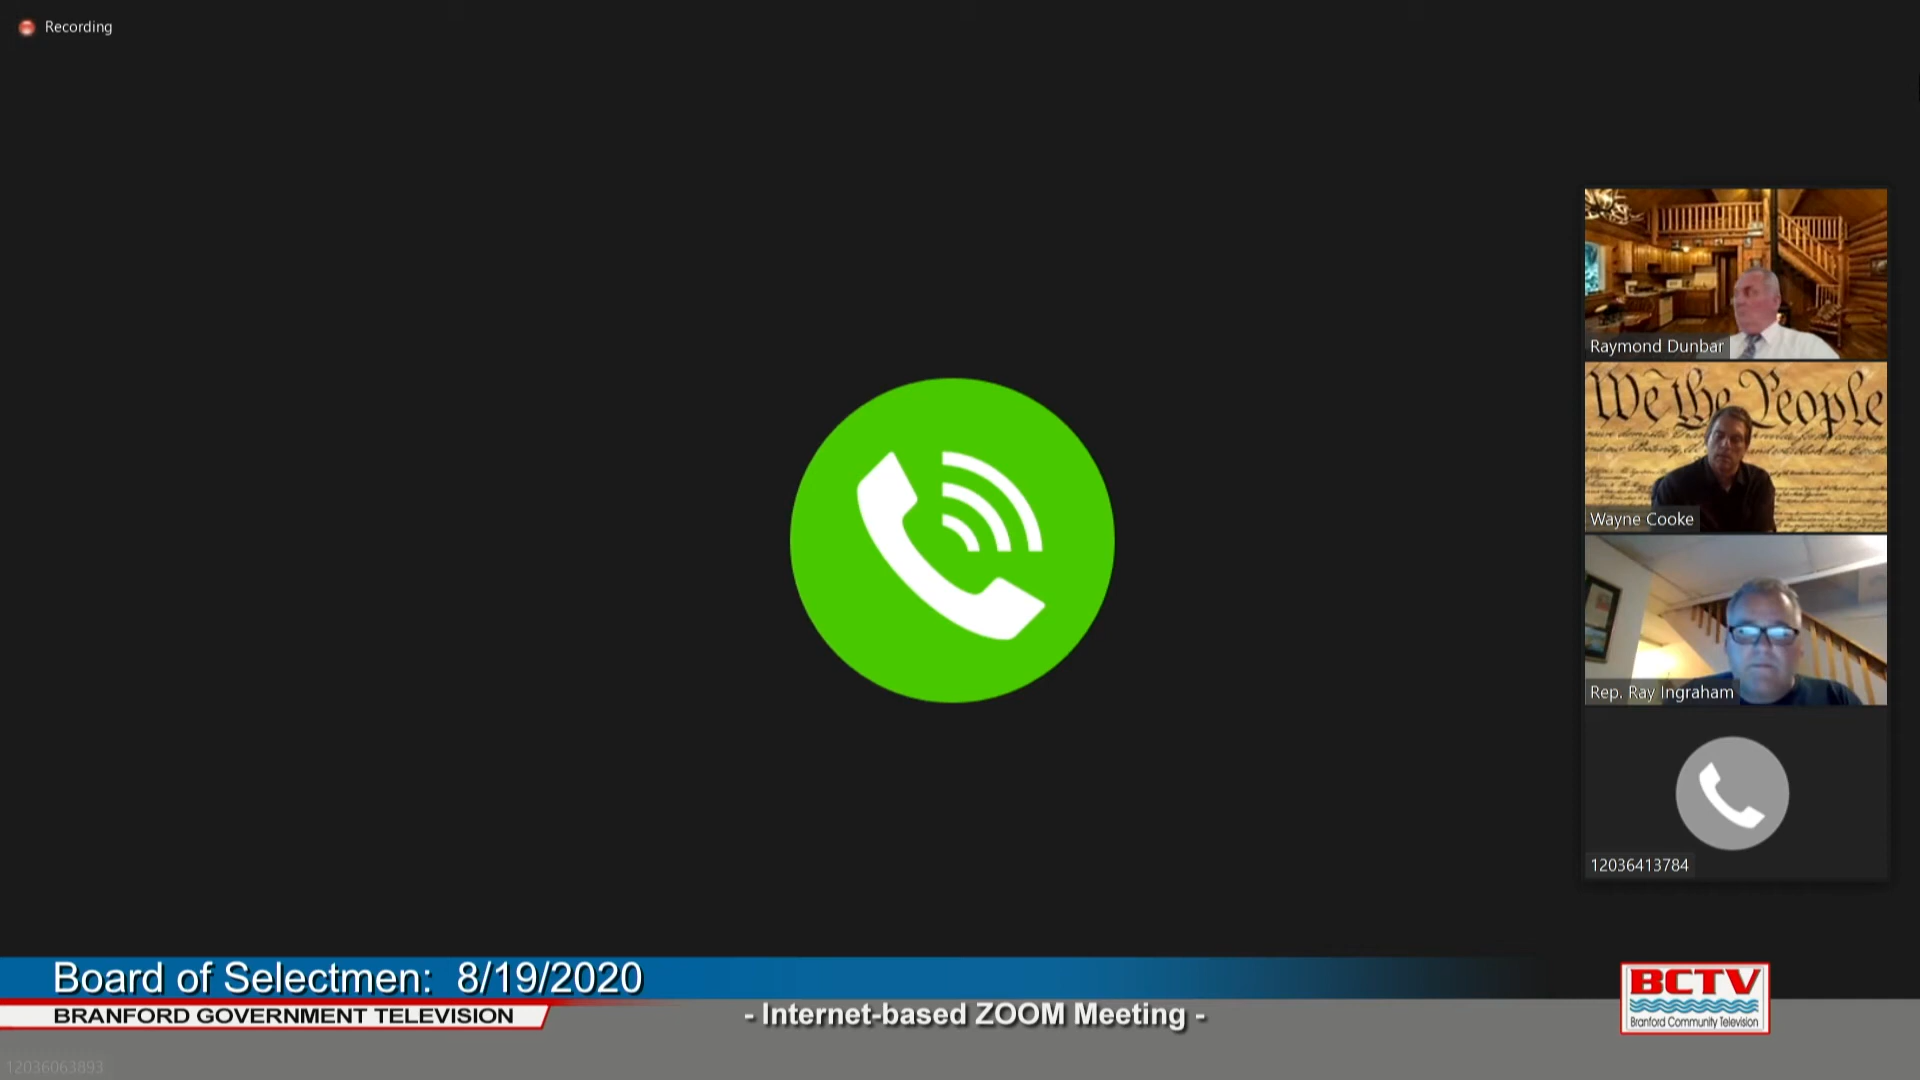 Recording
Raymond Dunbar
We the People
Wayne Cooke
Rep. Ray Ingraham
12036413784
Board of Selectmen: 8/19/2020
BRANFORD GOVERNMENT TELEVISION
- Internet-based ZOOM Meeting -
BCTV
Branford Community Television
12036063893